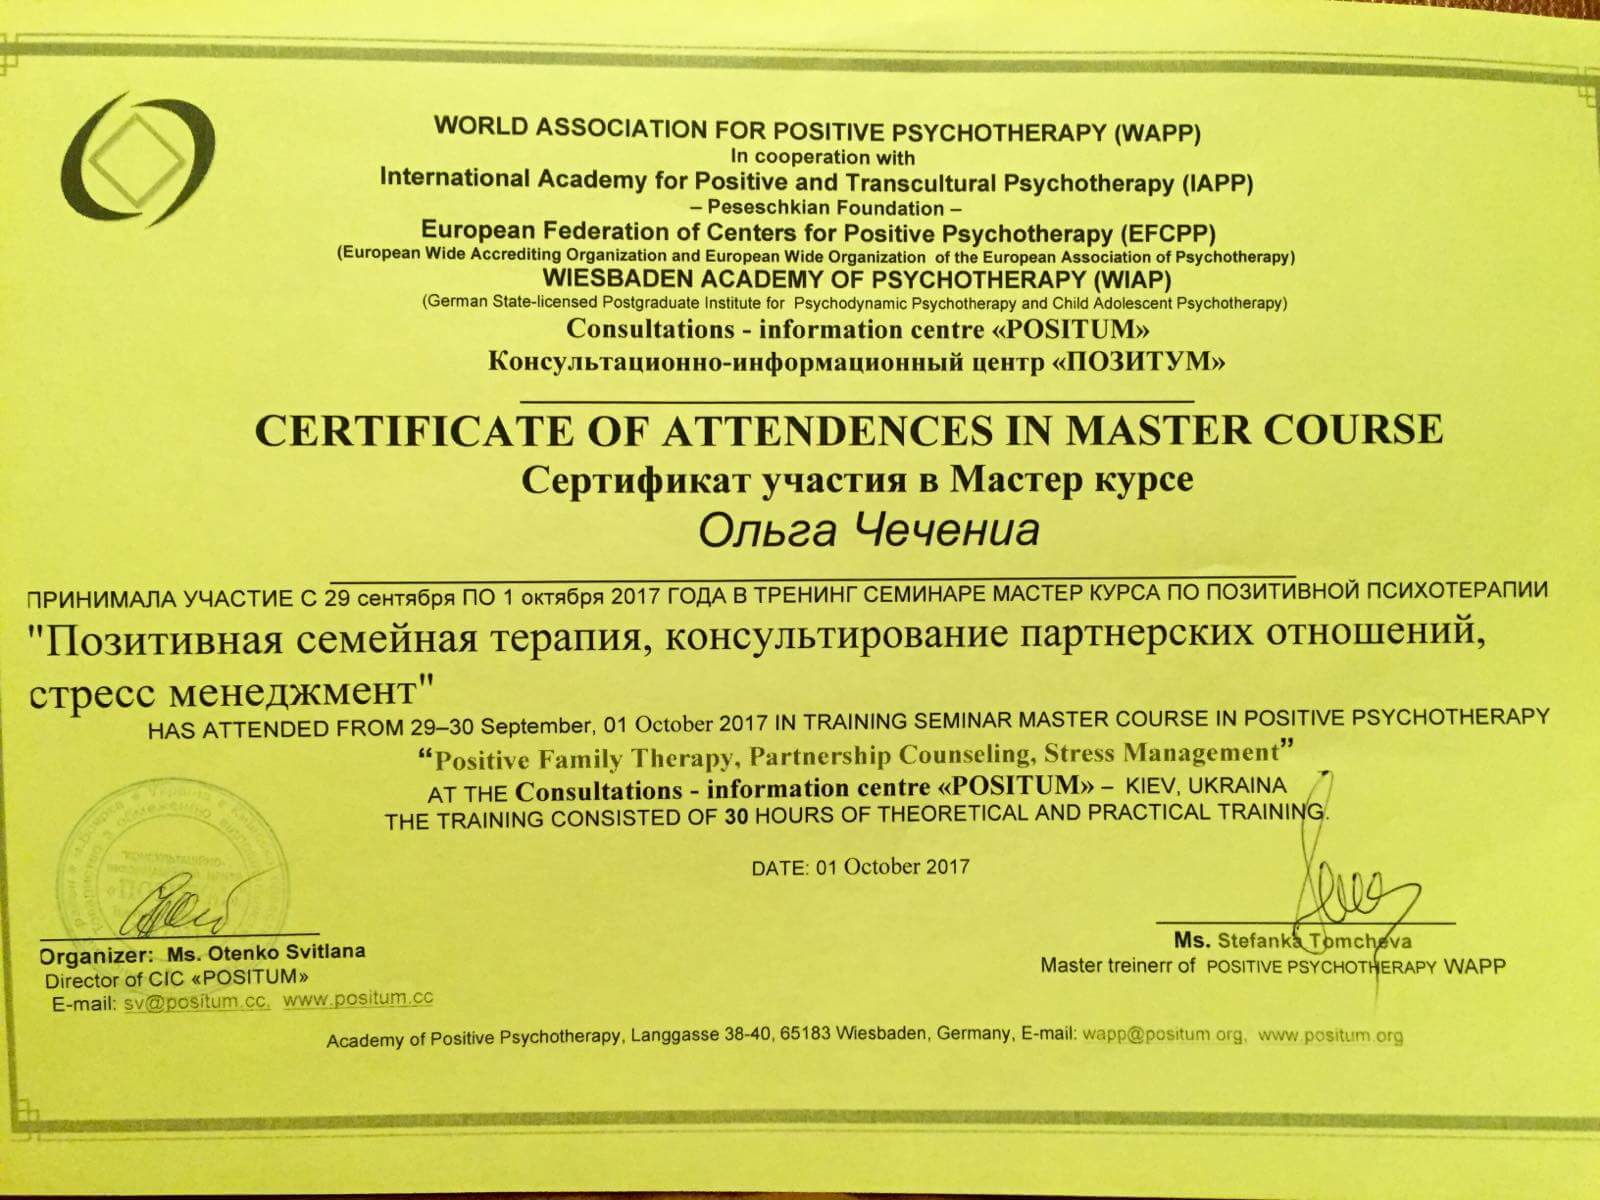 WORLD ASSOCIATION FOR POSITIVE PSYCHOTHERAPY (WAPP)
In cooperation with
International Academy for Positive and Transcultural Psychotherapy (IAPP)
– Peseschkian Foundation –
European Federation of Centers for Positive Psychotherapy (EFCPP)
(European Wide Accrediting Organization and European Wide Organization of the European Association of Psychotherapy)
WIESBADEN ACADEMY OF PSYCHOTHERAPY (WIAP)
(German State-licensed Postgraduate Institute for Psychodynamic Psychotherapy and Child Adolescent Psychotherapy)
Consultations - information centre «POSITUM»
Консультационно-информационный центр «ПОЗИТУМ»
CERTIFICATE OF ATTENDENCES IN MASTER COURSE
Сертификат участия в Мастер курсе
Ольга Чечениа
ПРИНИМАЛА УЧАСТИЕ С 29 сентября ПО 1 октября 2017 ГОДА В ТРЕНИНГ СЕМИНАРЕ МАСТЕР КУРСА ПО ПОЗИТИВНОЙ ПСИХОТЕРАПИИ
"Позитивная семейная терапия, консультирование партнерских отношений,
стресс менеджмент"
HAS ATTENDED FROM 29–30 September, 01 October 2017 IN TRAINING SEMINAR MASTER COURSE IN POSITIVE PSYCHOTHERAPY
“Positive Family Therapy, Partnership Counseling, Stress Management”
AT THE Consultations - information centre «POSITUM» – KIEV, UKRAINA
THE TRAINING CONSISTED OF 30 HOURS OF THEORETICAL AND PRACTICAL TRAINING.
DATE: 01 October 2017
Organizer: Ms. Otenko Svitlana
Director of CIC «POSITUM»
E-mail: sv@positum.cc, www.positum.cc
Ms. Stefanka Tomcheva
Master treinerr of POSITIVE PSYCHOTHERAPY WAPP
Academy of Positive Psychotherapy, Langgasse 38-40, 65183 Wiesbaden, Germany, E-mail: wapp@positum org, www.positum.org